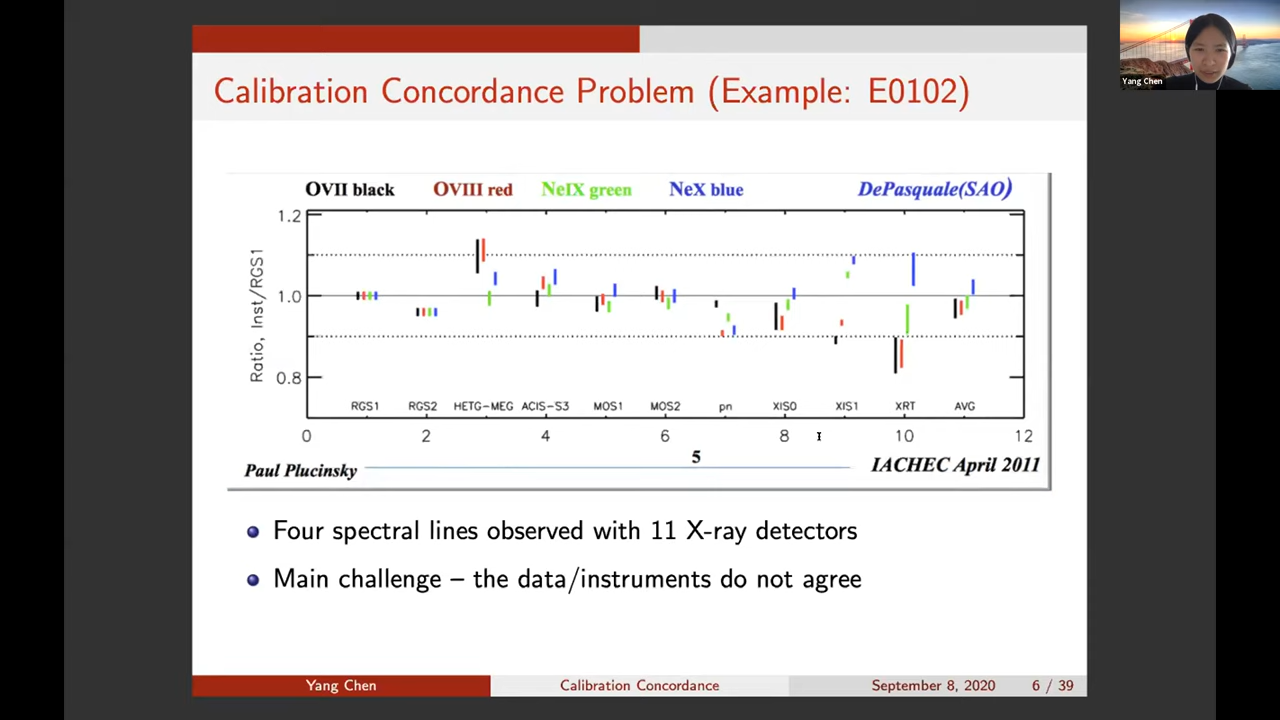 Calibration Concordance Problem (Example: E0102)
Yang Chen
OVII black OVIII red NeIX green NeX blue DePasquale(SAO)
Ratio, Inst/RGS1
1.2
1.0
0.8
RGS1 RGS2 HETG-MEG ACIS-S3 MOS1 MOS2 pn XIS0 XIS1 XRT AVG
0 2 4 6 8 10 12
Paul Plucinsky 5 IACHEC April 2011
Four spectral lines observed with 11 X-ray detectors
Main challenge – the data/instruments do not agree
Yang Chen Calibration Concordance September 8, 2020 6 / 39